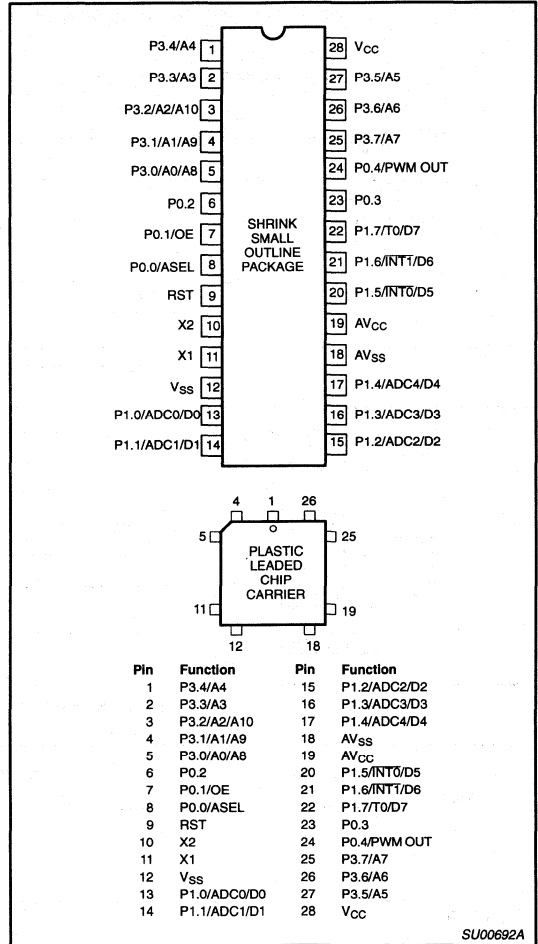 P3.4/A4 1 28 VCC
P3.3/A3 2 27 P3.5/A5
P3.2/A2/A10 3 26 P3.6/A6
P3.1/A1/A9 4 25 P3.7/A7
P3.0/A0/A8 5 24 P0.4/PWM OUT
P0.2 6 23 P0.3
P0.1/OE 7 22 P1.7/T0/D7
P0.0/ASEL 8 21 P1.6/INT1/D6
RST 9 20 P1.5/INT0/D5
X2 10 19 AVCC
X1 11 18 AVSS
VSS 12 17 P1.4/ADC4/D4
P1.0/ADC0/D0 13 16 P1.3/ADC3/D3
P1.1/ADC1/D1 14 15 P1.2/ADC2/D2
SHRINK
SMALL
OUTLINE
PACKAGE
4 1 26
5 25
PLASTIC
LEADED
CHIP
CARRIER
11 19
12 18
Pin Function Pin Function
1 P3.4/A4 15 P1.2/ADC2/D2
2 P3.3/A3 16 P1.3/ADC3/D3
3 P3.2/A2/A10 17 P1.4/ADC4/D4
4 P3.1/A1/A9 18 AVSS
5 P3.0/A0/A8 19 AVCC
6 P0.2 20 P1.5/INT0/D5
7 P0.1/OE 21 P1.6/INT1/D6
8 P0.0/ASEL 22 P1.7/T0/D7
9 RST 23 P0.3
10 X2 24 P0.4/PWM OUT
11 X1 25 P3.7/A7
12 VSS 26 P3.6/A6
13 P1.0/ADC0/D0 27 P3.5/A5
14 P1.1/ADC1/D1 28 VCC
SU00692A